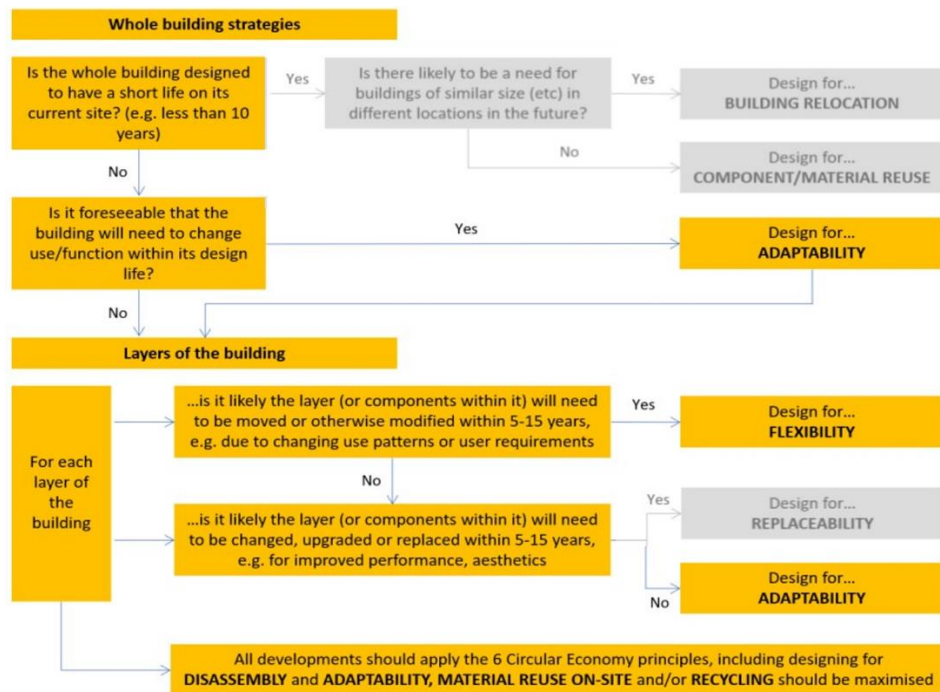 Whole building strategies
Is the whole building designed
to have a short life on its
current site? (e.g. less than 10
years)
Yes
Is there likely to be a need for
buildings of similar size (etc) in
different locations in the future?
Yes
Design for...
BUILDING RELOCATION
No
Design for...
COMPONENT/MATERIAL REUSE
No
Is it foreseeable that the
building will need to change
use/function within its design
life?
Yes
Design for...
ADAPTABILITY
No
Layers of the building
For each
layer of
the
building
...is it likely the layer (or components within it) will need
to be moved or otherwise modified within 5-15 years,
e.g. due to changing use patterns or user requirements
Yes
Design for...
FLEXIBILITY
No
...is it likely the layer (or components within it) will need
to be changed, upgraded or replaced within 5-15 years,
e.g. for improved performance, aesthetics
Yes
Design for...
REPLACEABILITY
No
Design for...
ADAPTABILITY
All developments should apply the 6 Circular Economy principles, including designing for
DISASSEMBLY and ADAPTABILITY, MATERIAL REUSE ON-SITE and/or RECYCLING should be maximised